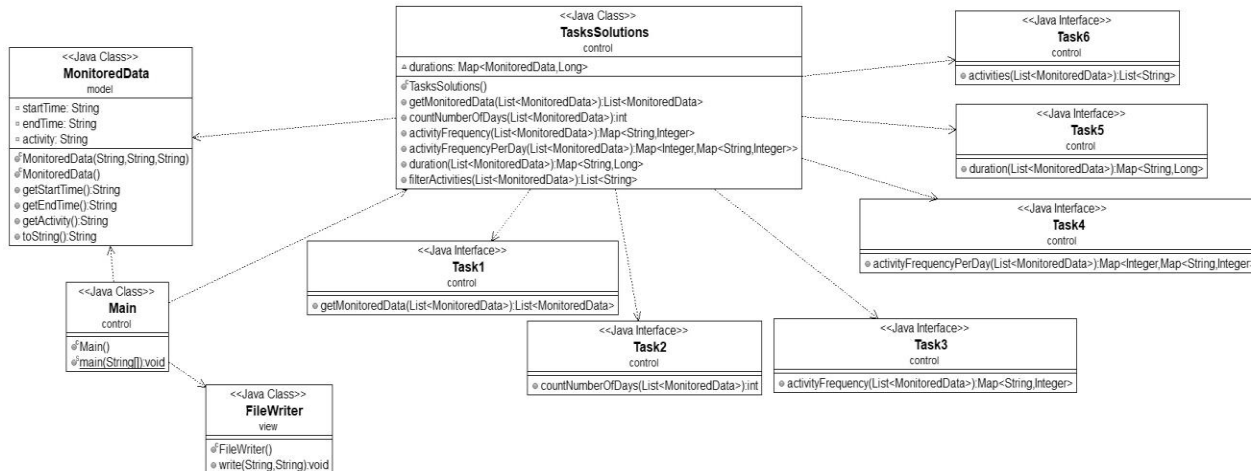 <<Java Class>>
MonitoredData
model
startTime: String
endTime: String
activity: String
MonitoredData(String,String,String)
MonitoredData()
getStartTime():String
getEndTime():String
getActivity():String
toString():String
<<Java Class>>
TasksSolutions
control
durations: Map<MonitoredData,Long>
TasksSolutions()
getMonitoredData(List<MonitoredData>):List<MonitoredData>
countNumberOfDays(List<MonitoredData>):int
activityFrequency(List<MonitoredData>):Map<String,Integer>
activityFrequencyPerDay(List<MonitoredData>):Map<Integer,Map<String,Integer>>
duration(List<MonitoredData>):Map<String,Long>
filterActivities(List<MonitoredData>):List<String>
<<Java Interface>>
Task6
control
activities(List<MonitoredData>):List<String>
<<Java Interface>>
Task5
control
duration(List<MonitoredData>):Map<String,Long>
<<Java Interface>>
Task4
control
activityFrequencyPerDay(List<MonitoredData>):Map<Integer,Map<String,Integer>
<<Java Interface>>
Task1
control
getMonitoredData(List<MonitoredData>):List<MonitoredData>
<<Java Interface>>
Task2
control
countNumberOfDays(List<MonitoredData>):int
<<Java Interface>>
Task3
control
activityFrequency(List<MonitoredData>):Map<String,Integer>
<<Java Class>>
Main
control
Main()
main(String[]):void
<<Java Class>>
FileWriter
view
FileWriter()
write(String,String):void